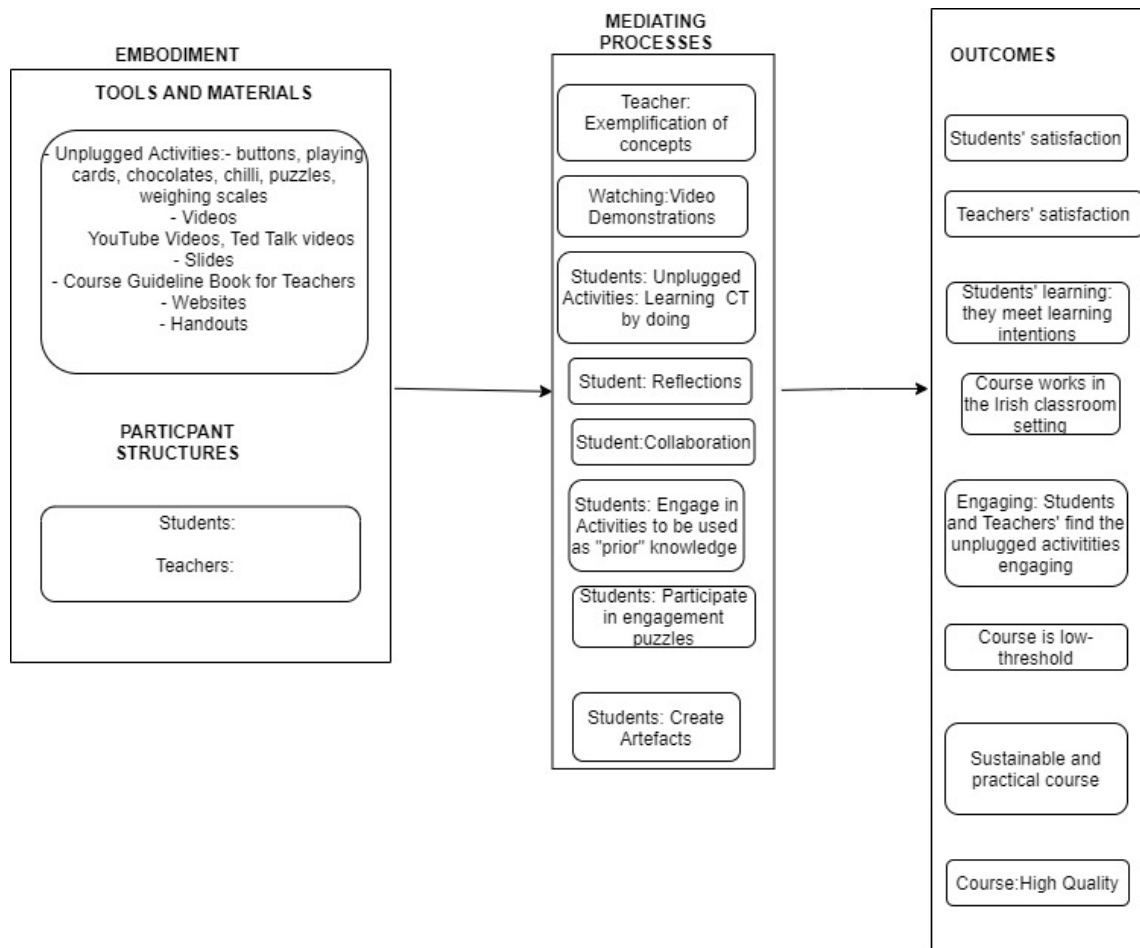 EMBODIMENT
TOOLS AND MATERIALS
- Unplugged Activities:- buttons, playing
cards, chocolates, chilli, puzzles,
weighing scales
- Videos
YouTube Videos, Ted Talk videos
- Slides
- Course Guideline Book for Teachers
- Websites
- Handouts
PARTICPANT
STRUCTURES
Students:
Teachers:
MEDIATING
PROCESSES
Teacher:
Exemplification of
concepts
Watching:Video
Demonstrations
Students: Unplugged
Activities: Learning CT
by doing
Student: Reflections
Student:Collaboration
Students: Engage in
Activities to be used
as "prior" knowledge
Students: Participate
in engagement
puzzles
Students: Create
Artefacts
OUTCOMES
Students' satisfaction
Teachers' satisfaction
Students' learning:
they meet learning
intentions
Course works in
the Irish classroom
setting
Engaging: Students
and Teachers' find the
unplugged activitities
engaging
Course is low-
threshold
Sustainable and
practical course
Course:High Quality